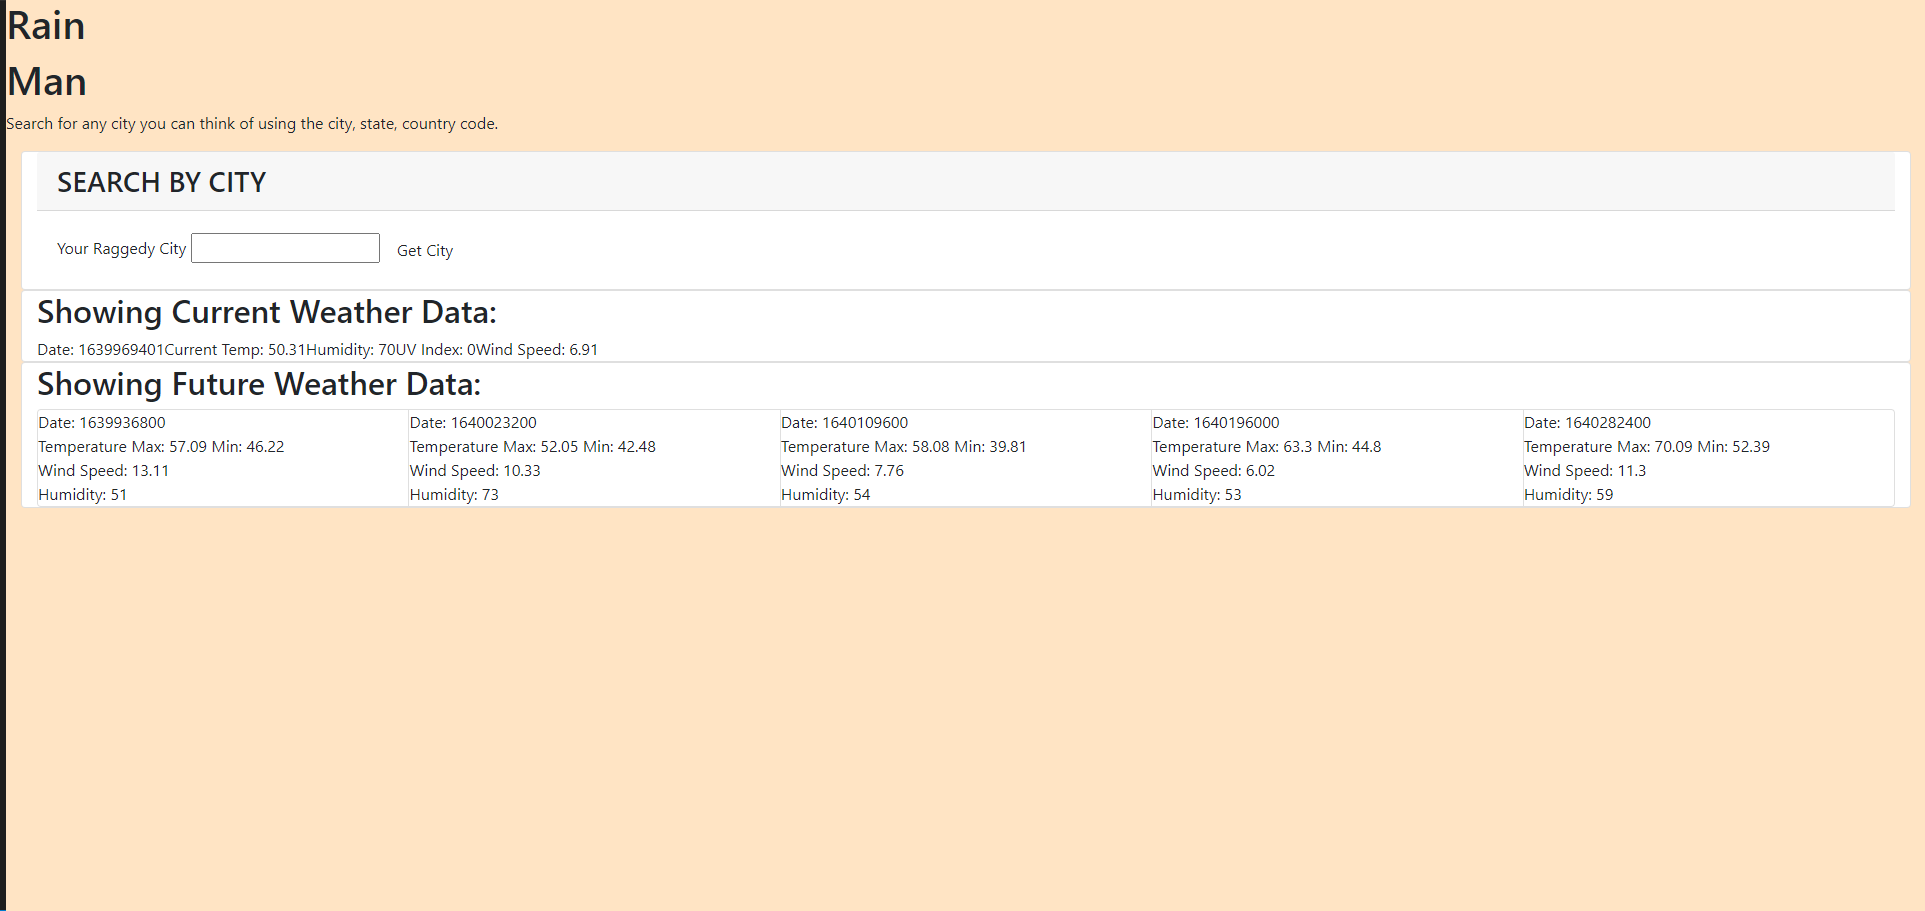 Rain
Man
Search for any city you can think of using the city, state, country code.
SEARCH BY CITY
Your Raggedy City Get City
Showing Current Weather Data:
Date: 1639969401Current Temp: 50.31Humidity: 70UV Index: 0Wind Speed: 6.91
Showing Future Weather Data:
Date: 1639936800
Temperature Max: 57.09 Min: 46.22
Wind Speed: 13.11
Humidity: 51
Date: 1640023200
Temperature Max: 52.05 Min: 42.48
Wind Speed: 10.33
Humidity: 73
Date: 1640109600
Temperature Max: 58.08 Min: 39.81
Wind Speed: 7.76
Humidity: 54
Date: 1640196000
Temperature Max: 63.3 Min: 44.8
Wind Speed: 6.02
Humidity: 53
Date: 1640282400
Temperature Max: 70.09 Min: 52.39
Wind Speed: 11.3
Humidity: 59